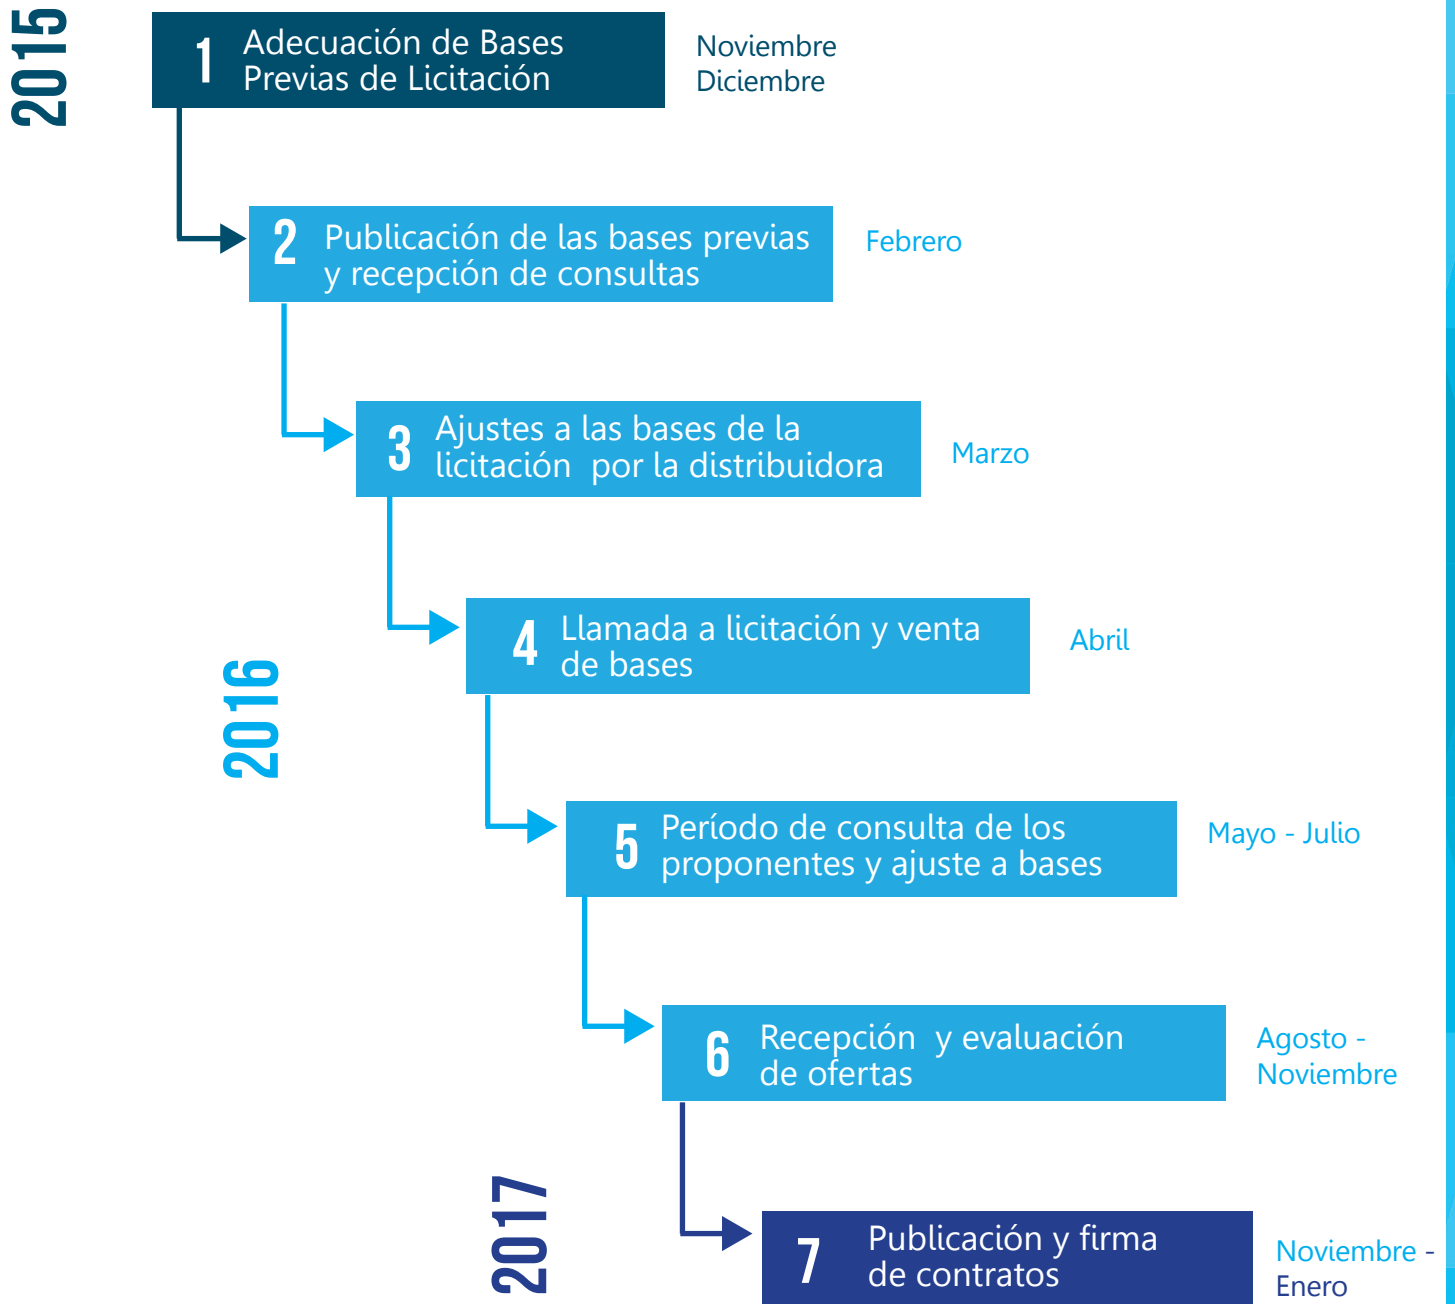 2015
1
Adecuación de Bases
Previas de Licitación
Noviembre
Diciembre
2
Publicación de las bases previas
y recepción de consultas
Febrero
3
Ajustes a las bases de la
licitación por la distribuidora
Marzo
2016
4
Llamada a licitación y venta
de bases
Abril
5
Período de consulta de los
proponentes y ajuste a bases
Mayo - Julio
6
Recepción y evaluación
de ofertas
Agosto -
Noviembre
2017
7
Publicación y firma
de contratos
Noviembre -
Enero